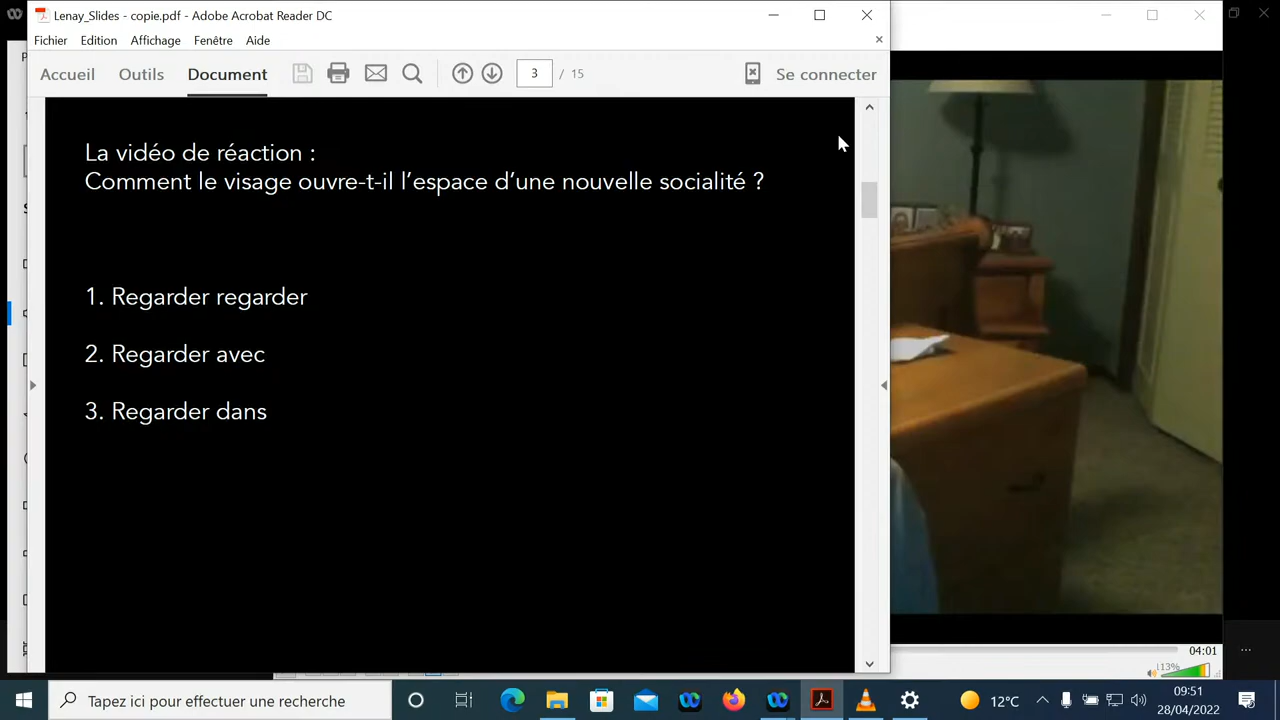 Lenay_Slides - copie.pdf - Adobe Acrobat Reader DC
Fichier Edition Affichage Fenêtre Aide
Accueil Outils Document 3 / 15 Se connecter
La vidéo de réaction :
Comment le visage ouvre-t-il l’espace d’une nouvelle socialité ?
1. Regarder regarder
2. Regarder avec
3. Regarder dans
04:01
113%
Tapez ici pour effectuer une recherche
12°C
09:51
28/04/2022